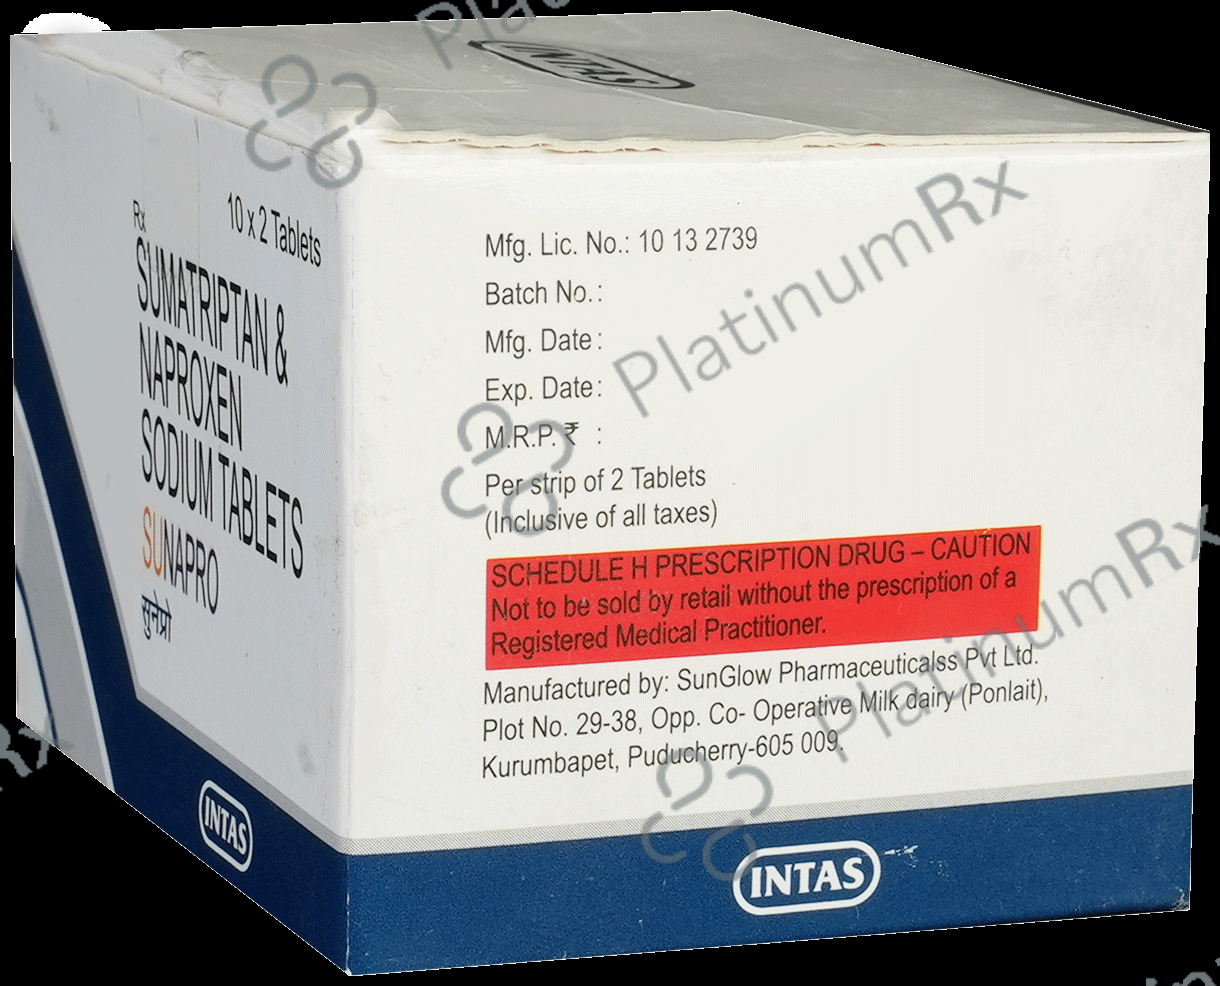 INTAS
10 x 2 Tablets
Rx
SUMATRIPTAN &
NAPROXEN
SODIUM TABLETS
SUNAPRO
सुनेप्रो
INTAS
Mfg. Lic. No.: 10 13 2739
Batch No. :
Mfg. Date :
Exp. Date :
M.R.P. ₹ :
Per strip of 2 Tablets
(Inclusive of all taxes)
SCHEDULE H PRESCRIPTION DRUG – CAUTION
Not to be sold by retail without the prescription of a
Registered Medical Practitioner.
Manufactured by: SunGlow Pharmaceuticalss Pvt Ltd.
Plot No. 29-38, Opp. Co- Operative Milk dairy (Ponlait),
Kurumbapet, Puducherry-605 009.
INTAS
PlatinumRx
PlatinumRx